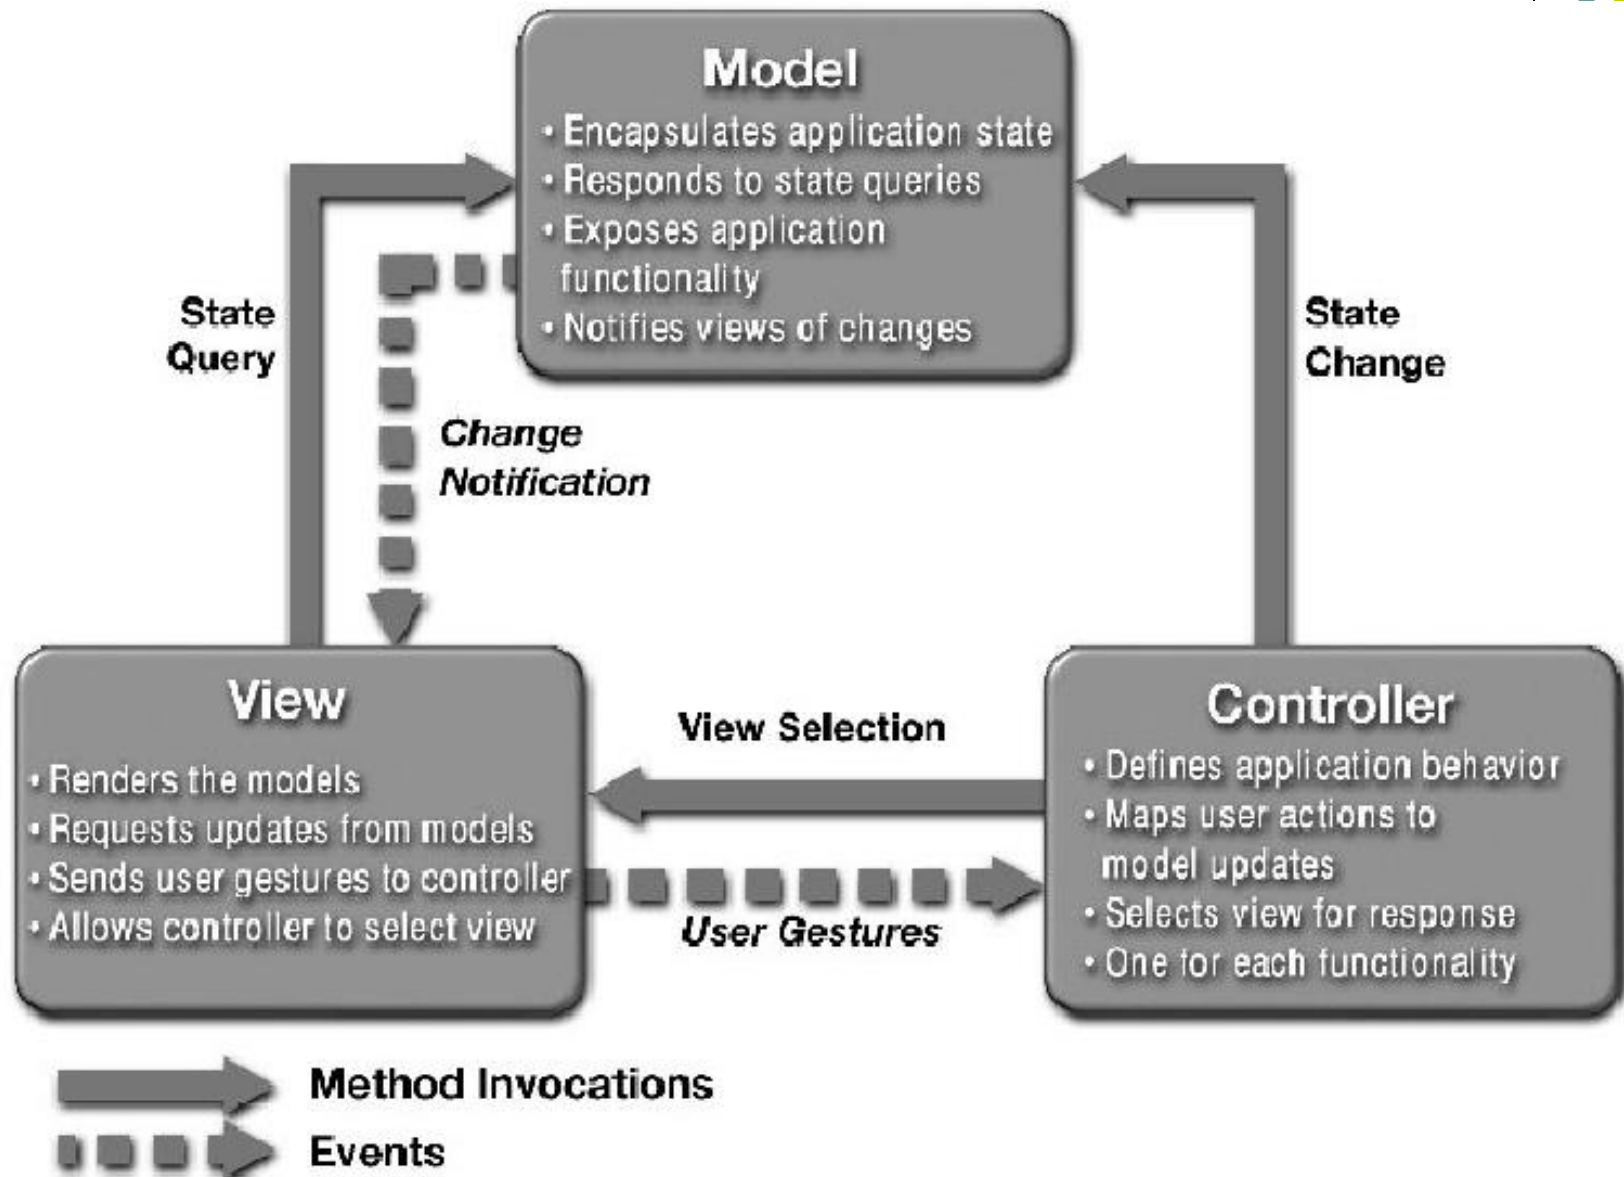 Model
• Encapsulates application state
• Responds to state queries
• Exposes application
functionality
• Notifies views of changes
State
Query
State
Change
Change
Notification
View
• Renders the models
• Requests updates from models
• Sends user gestures to controller
• Allows controller to select view
View Selection
User Gestures
Controller
• Defines application behavior
• Maps user actions to
model updates
• Selects view for response
• One for each functionality
Method Invocations
Events